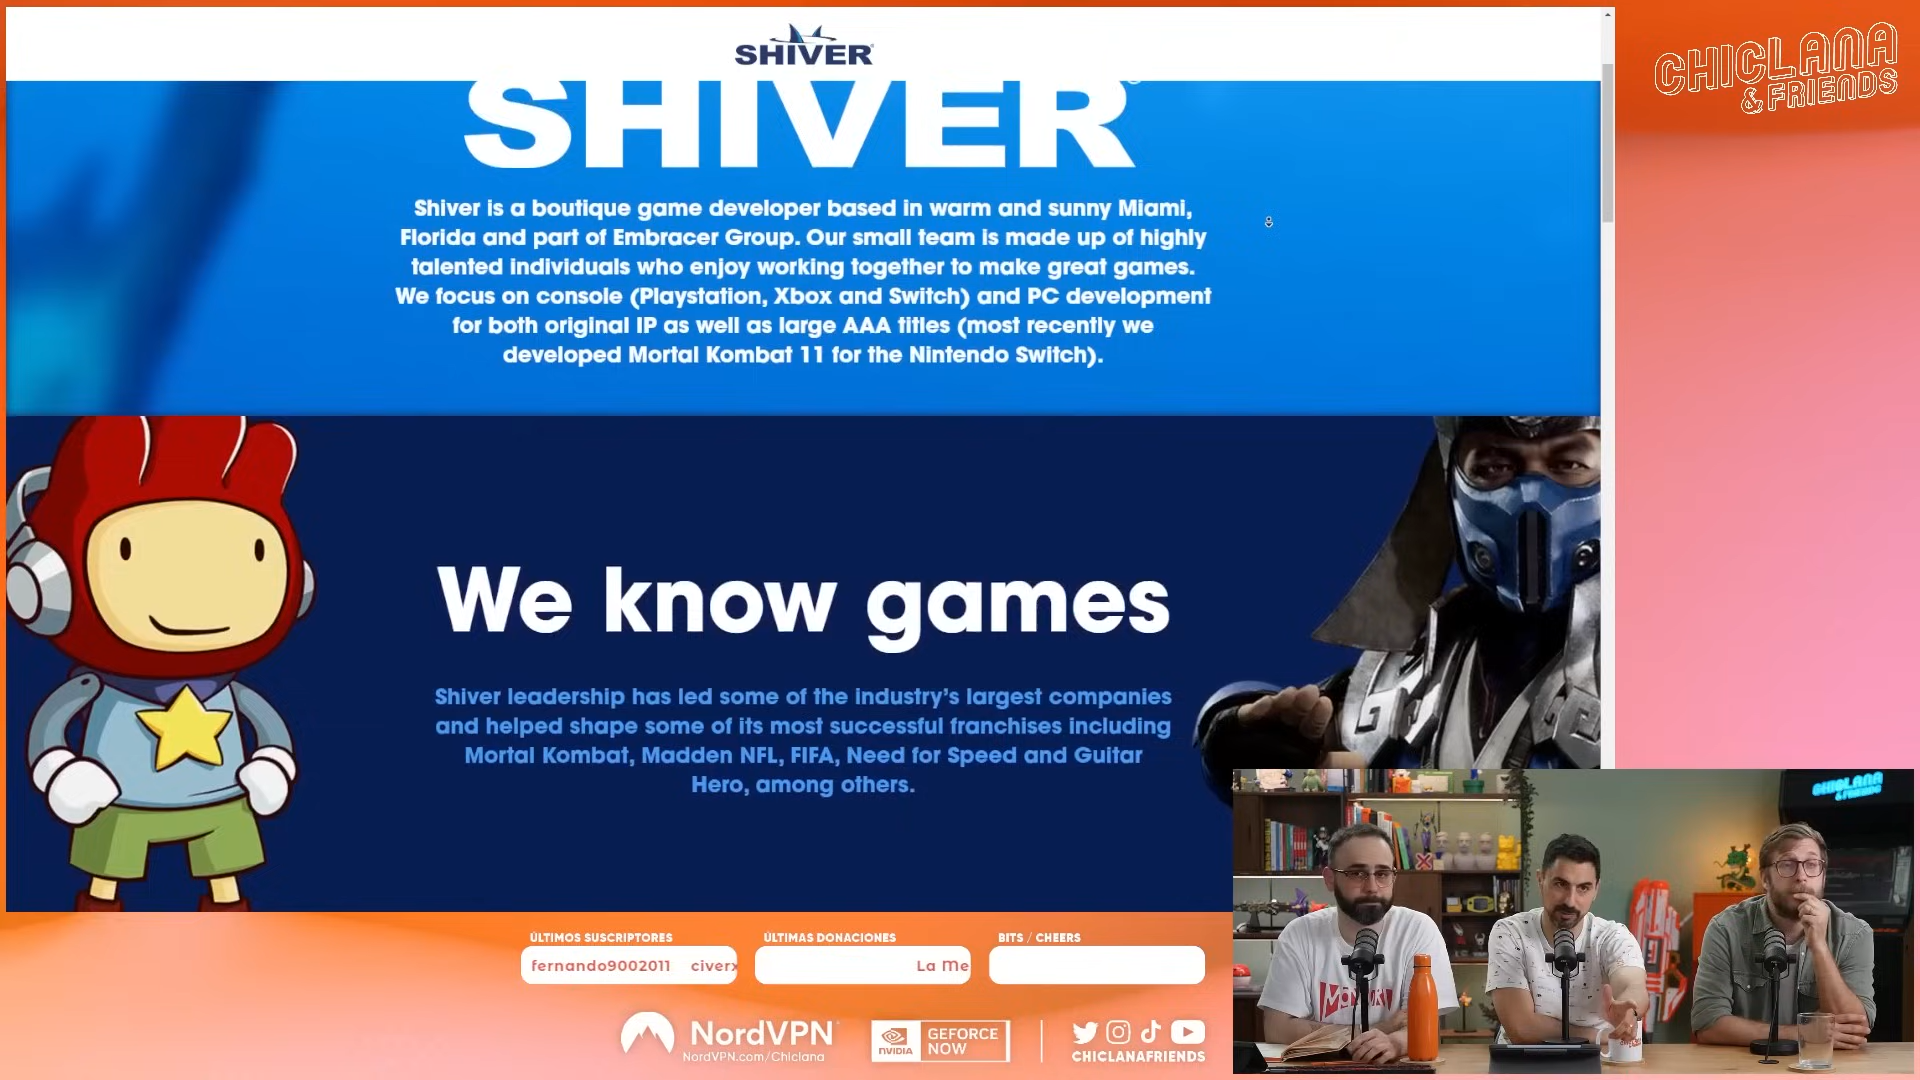 SHIVER
CHICLANA
& FRIENDS
SHIVER
Shiver is a boutique game developer based in warm and sunny Miami,
Florida and part of Embracer Group. Our small team is made up of highly
talented individuals who enjoy working together to make great games.
We focus on console (Playstation, Xbox and Switch) and PC development
for both original IP as well as large AAA titles (most recently we
developed Mortal Kombat 11 for the Nintendo Switch).
We know games
Shiver leadership has led some of the industry's largest companies
and helped shape some of its most successful franchises including
Mortal Kombat, Madden NFL, FIFA, Need for Speed and Guitar
Hero, among others.
CHICLANA
& FRIENDS
ÚLTIMOS SUSCRIPTORES
ÚLTIMAS DONACIONES
BITS / CHEERS
fernando9002011 civerx
La Me
NordVPN
NordVPN.com/Chiclana
NVIDIA
GEFORCE
NOW
CHICLANAFRIENDS